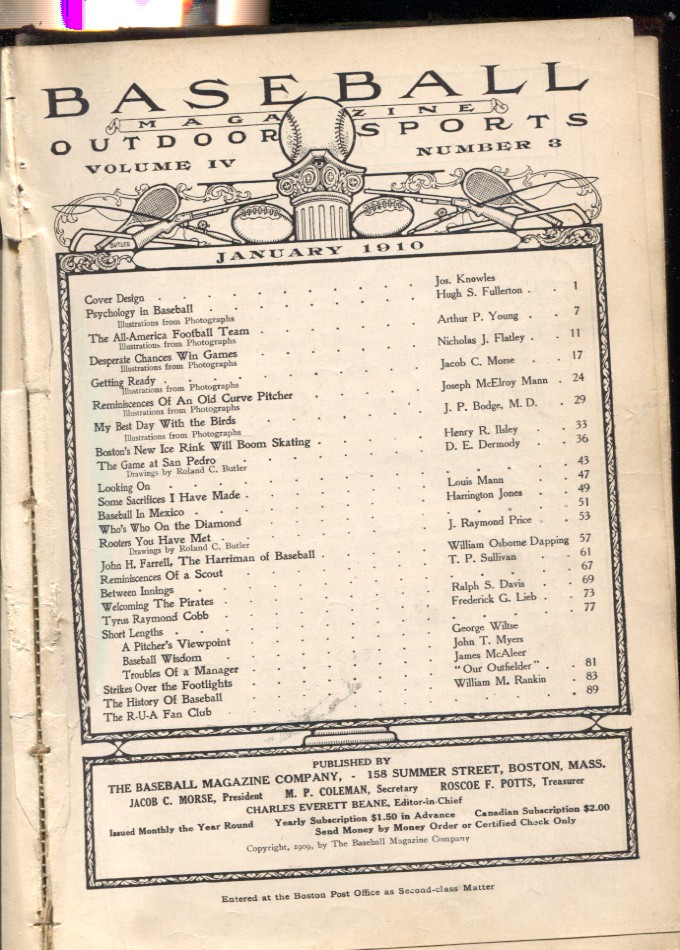 BASEBALL
MAGAZINE
OUTDOOR SPORTS
VOLUME IV NUMBER 3
BUTLER
JANUARY 1910
Cover Design . . . Jos. Knowles
Psychology in Baseball . . . Hugh S. Fullerton . . 1
Illustrations from Photographs
The All-America Football Team . . . Arthur P. Young . . 7
Illustrations from Photographs
Desperate Chances Win Games . . . Nicholas J. Flatley . . 11
Illustrations from Photographs
Getting Ready . . . Jacob C. Morse . . 17
Illustrations from Photographs
Reminiscences Of An Old Curve Pitcher . . . Joseph McElroy Mann . 24
Illustrations from Photographs
My Best Day With the Birds . . . J. P. Bodge, M. D. . 29
Illustrations from Photographs
Boston's New Ice Rink Will Boom Skating . . . Henry R. Ilsley . . 33
The Game at San Pedro . . . D. E. Dermody . . 36
Drawings by Roland C. Butler
Looking On . . . 43
Some Sacrifices I Have Made . . . Louis Mann . . 47
Baseball In Mexico . . . Harrington Jones . . 49
Who's Who On the Diamond . . . 51
Rooters You Have Met . . . J. Raymond Price . . 53
Drawings by Roland C. Butler
John H. Farrell, The Harriman of Baseball . . . William Osborne Dapping 57
Reminiscences Of a Scout . . . T. P. Sullivan . . 61
Between Innings . . . 67
Welcoming The Pirates . . . Ralph S. Davis . . 69
Tyrus Raymond Cobb . . . Frederick G. Lieb . . 73
Short Lengths . . . 77
A Pitcher's Viewpoint . . . George Wiltse
Baseball Wisdom . . . John T. Myers
Troubles Of a Manager . . . James McAleer
Strikes Over the Footlights . . . "Our Outfielder" . . 81
The History Of Baseball . . . William M. Rankin . . 83
The R-U-A Fan Club . . . 89
PUBLISHED BY
THE BASEBALL MAGAZINE COMPANY, - 158 SUMMER STREET, BOSTON, MASS.
JACOB C. MORSE, President M. P. COLEMAN, Secretary ROSCOE F. POTTS, Treasurer
CHARLES EVERETT BEANE, Editor-in-Chief
Issued Monthly the Year Round Yearly Subscription $1.50 in Advance Canadian Subscription $2.00
Send Money by Money Order or Certified Check Only
Copyright, 1909, by The Baseball Magazine Company
Entered at the Boston Post Office as Second-class Matter